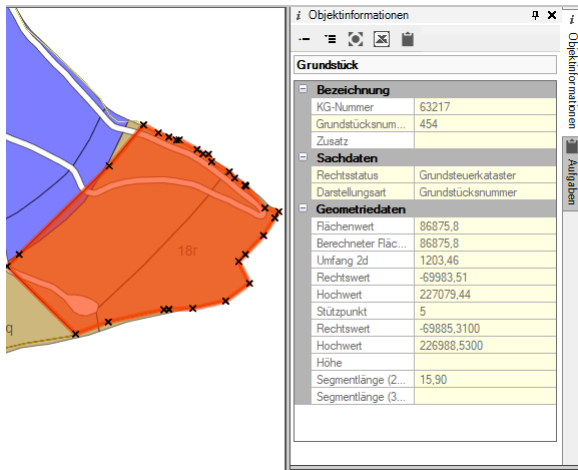 Objektinformationen
Grundstück
Bezeichnung
KG-Nummer 63217
Grundstücksnum... 454
Zusatz
Sachdaten
Rechtsstatus Grundsteuerkataster
Darstellungsart Grundstücksnummer
Geometriedaten
Flächenwert 86875,8
Berechneter Fläc... 86875,8
Umfang 2d 1203,46
Rechtswert -69983,51
Hochwert 227079,44
Stützpunkt 5
Rechtswert -69885,3100
Hochwert 226988,5300
Höhe
Segmentlänge (2... 15,90
Segmentlänge (3...
18r
q
Objektinformationen
Aufgaben